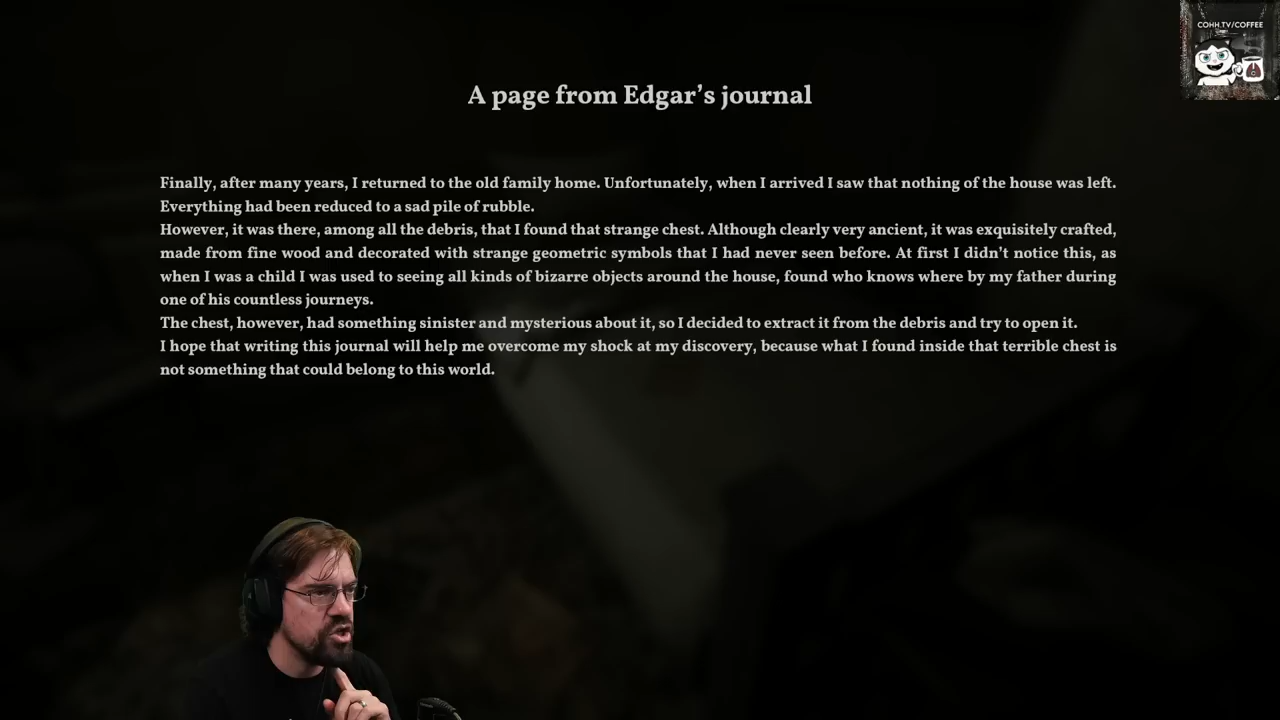 COHH.TV/COFFEE
A page from Edgar’s journal
Finally, after many years, I returned to the old family home. Unfortunately, when I arrived I saw that nothing of the house was left.
Everything had been reduced to a sad pile of rubble.
However, it was there, among all the debris, that I found that strange chest. Although clearly very ancient, it was exquisitely crafted,
made from fine wood and decorated with strange geometric symbols that I had never seen before. At first I didn’t notice this, as
when I was a child I was used to seeing all kinds of bizarre objects around the house, found who knows where by my father during
one of his countless journeys.
The chest, however, had something sinister and mysterious about it, so I decided to extract it from the debris and try to open it.
I hope that writing this journal will help me overcome my shock at my discovery, because what I found inside that terrible chest is
not something that could belong to this world.